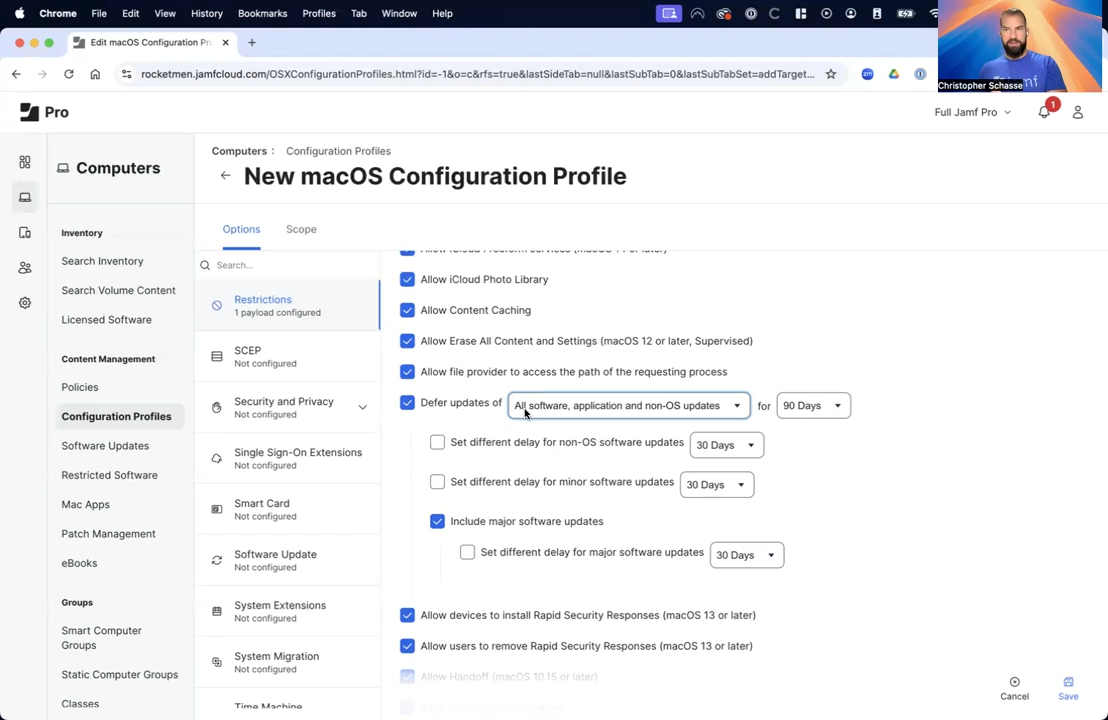 Chrome File Edit View History Bookmarks Profiles Tab Window Help
Edit macOS Configuration Pr
rocketmen.jamfcloud.com/OSXConfigurationProfiles.html?id=-1&o=c&rfs=true&lastSideTab=null&lastSubTab=0&lastSubTabSet=addTarget...
Christopher Schasse
Pro
Full Jamf Pro
1
Computers
Computers : Configuration Profiles
New macOS Configuration Profile
Options Scope
Inventory
Search Inventory
Search Volume Content
Licensed Software
Content Management
Policies
Configuration Profiles
Software Updates
Restricted Software
Mac Apps
Patch Management
eBooks
Groups
Smart Computer
Groups
Static Computer Groups
Classes
Search...
Restrictions
1 payload configured
SCEP
Not configured
Security and Privacy
Not configured
Single Sign-On Extensions
Not configured
Smart Card
Not configured
Software Update
Not configured
System Extensions
Not configured
System Migration
Not configured
Time Machine
Allow iCloud Photo Library
Allow Content Caching
Allow Erase All Content and Settings (macOS 12 or later, Supervised)
Allow file provider to access the path of the requesting process
Defer updates of All software, application and non-OS updates for 90 Days
Set different delay for non-OS software updates 30 Days
Set different delay for minor software updates 30 Days
Include major software updates
Set different delay for major software updates 30 Days
Allow devices to install Rapid Security Responses (macOS 13 or later)
Allow users to remove Rapid Security Responses (macOS 13 or later)
Allow Handoff (macOS 10.15 or later)
Cancel Save